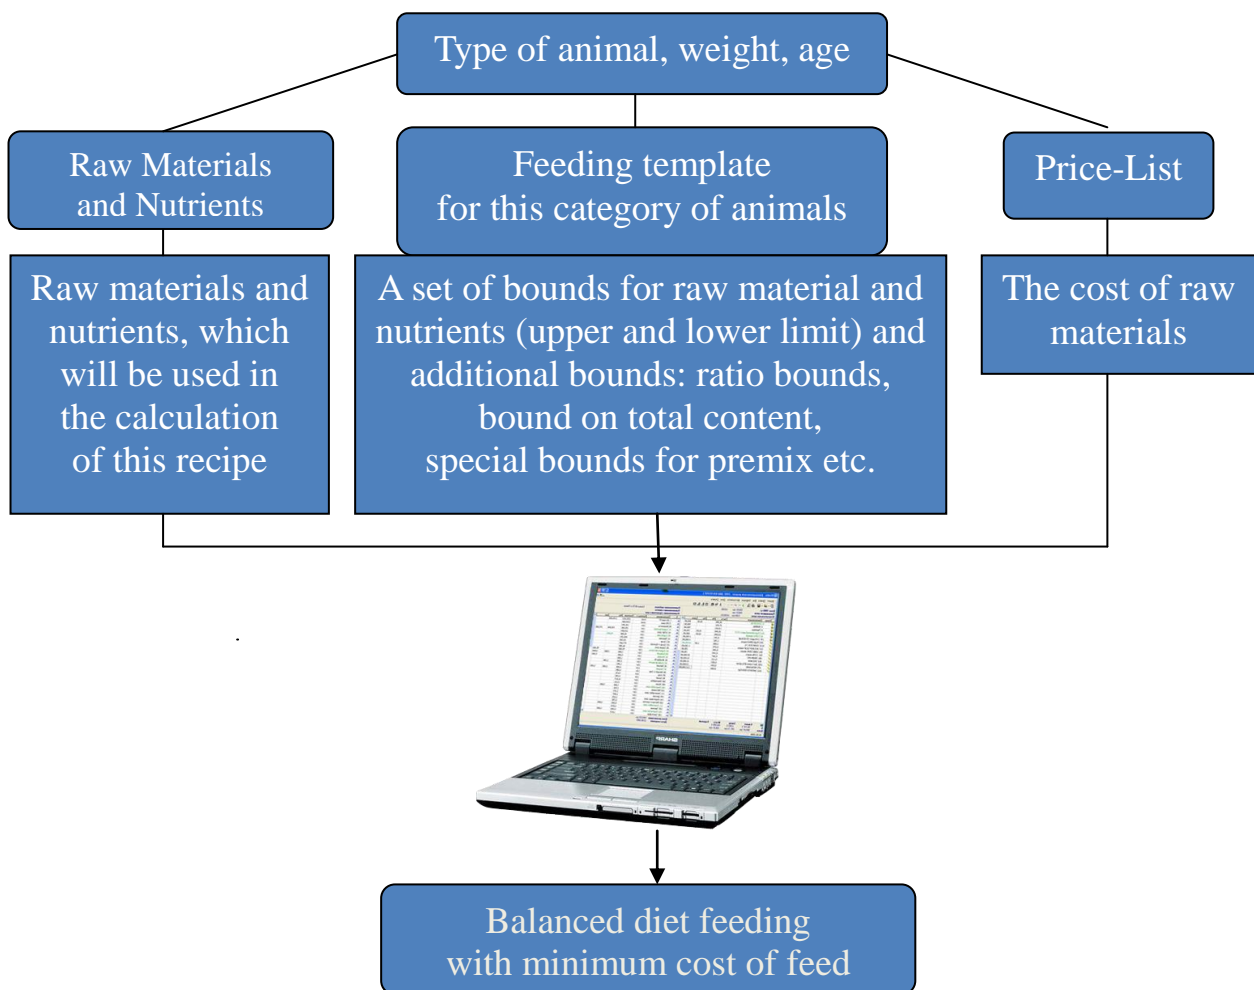 Type of animal, weight, age
Raw Materials
and Nutrients
Feeding template
for this category of animals
Price-List
Raw materials and
nutrients, which
will be used in
the calculation
of this recipe
A set of bounds for raw material and
nutrients (upper and lower limit) and
additional bounds: ratio bounds,
bound on total content,
special bounds for premix etc.
The cost of raw
materials
SHARP
Balanced diet feeding
with minimum cost of feed